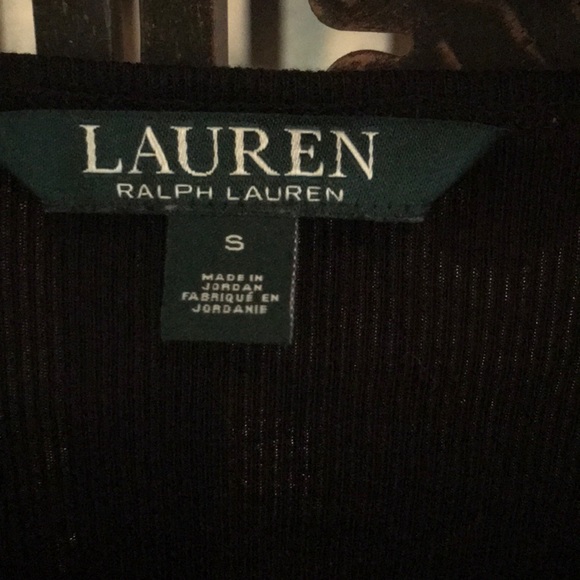 LAUREN
RALPH LAUREN
S
MADE IN
JORDAN
FABRIQUÉ EN
JORDANIE